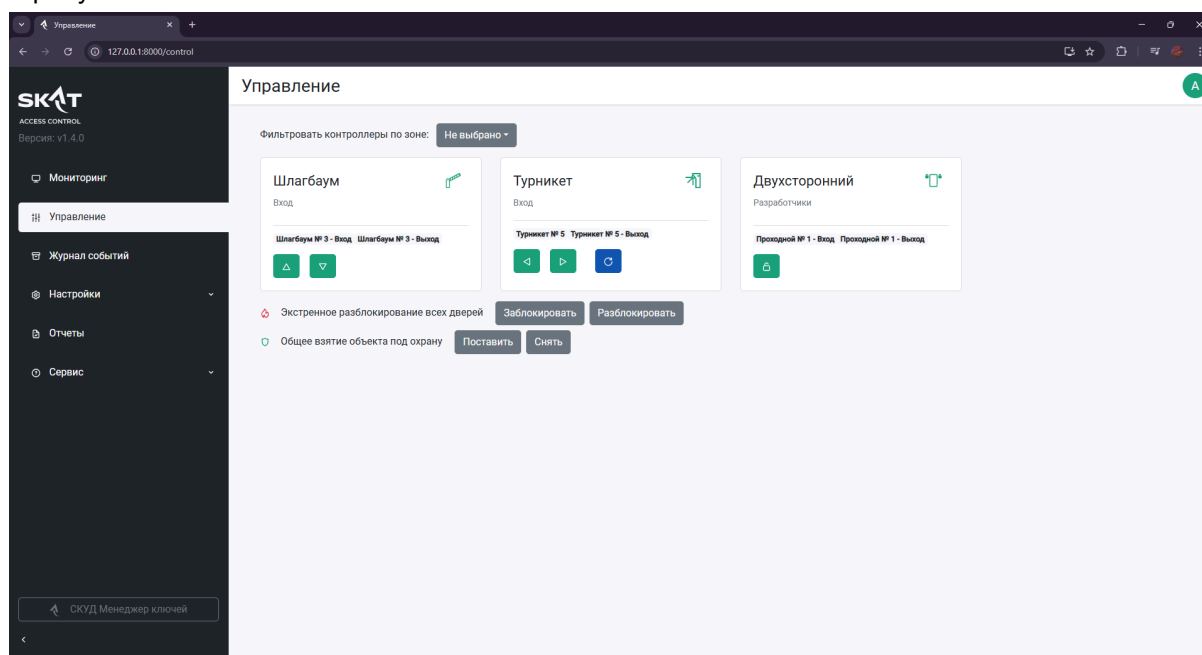 Управление
127.0.0.1:8000/control
SKAT
ACCESS CONTROL
Версия: v1.4.0
Мониторинг
Управление
Журнал событий
Настройки
Отчеты
Сервис
СКУД Менеджер ключей
Управление
A
Фильтровать контроллеры по зоне: Не выбрано
Шлагбаум
Вход
Шлагбаум № 3 - Вход Шлагбаум № 3 - Выход
Турникет
Вход
Турникет № 5 Турникет № 5 - Выход
Двухсторонний
Разработчики
Проходной № 1 - Вход Проходной № 1 - Выход
Экстренное разблокирование всех дверей Заблокировать Разблокировать
Общее взятие объекта под охрану Поставить Снять